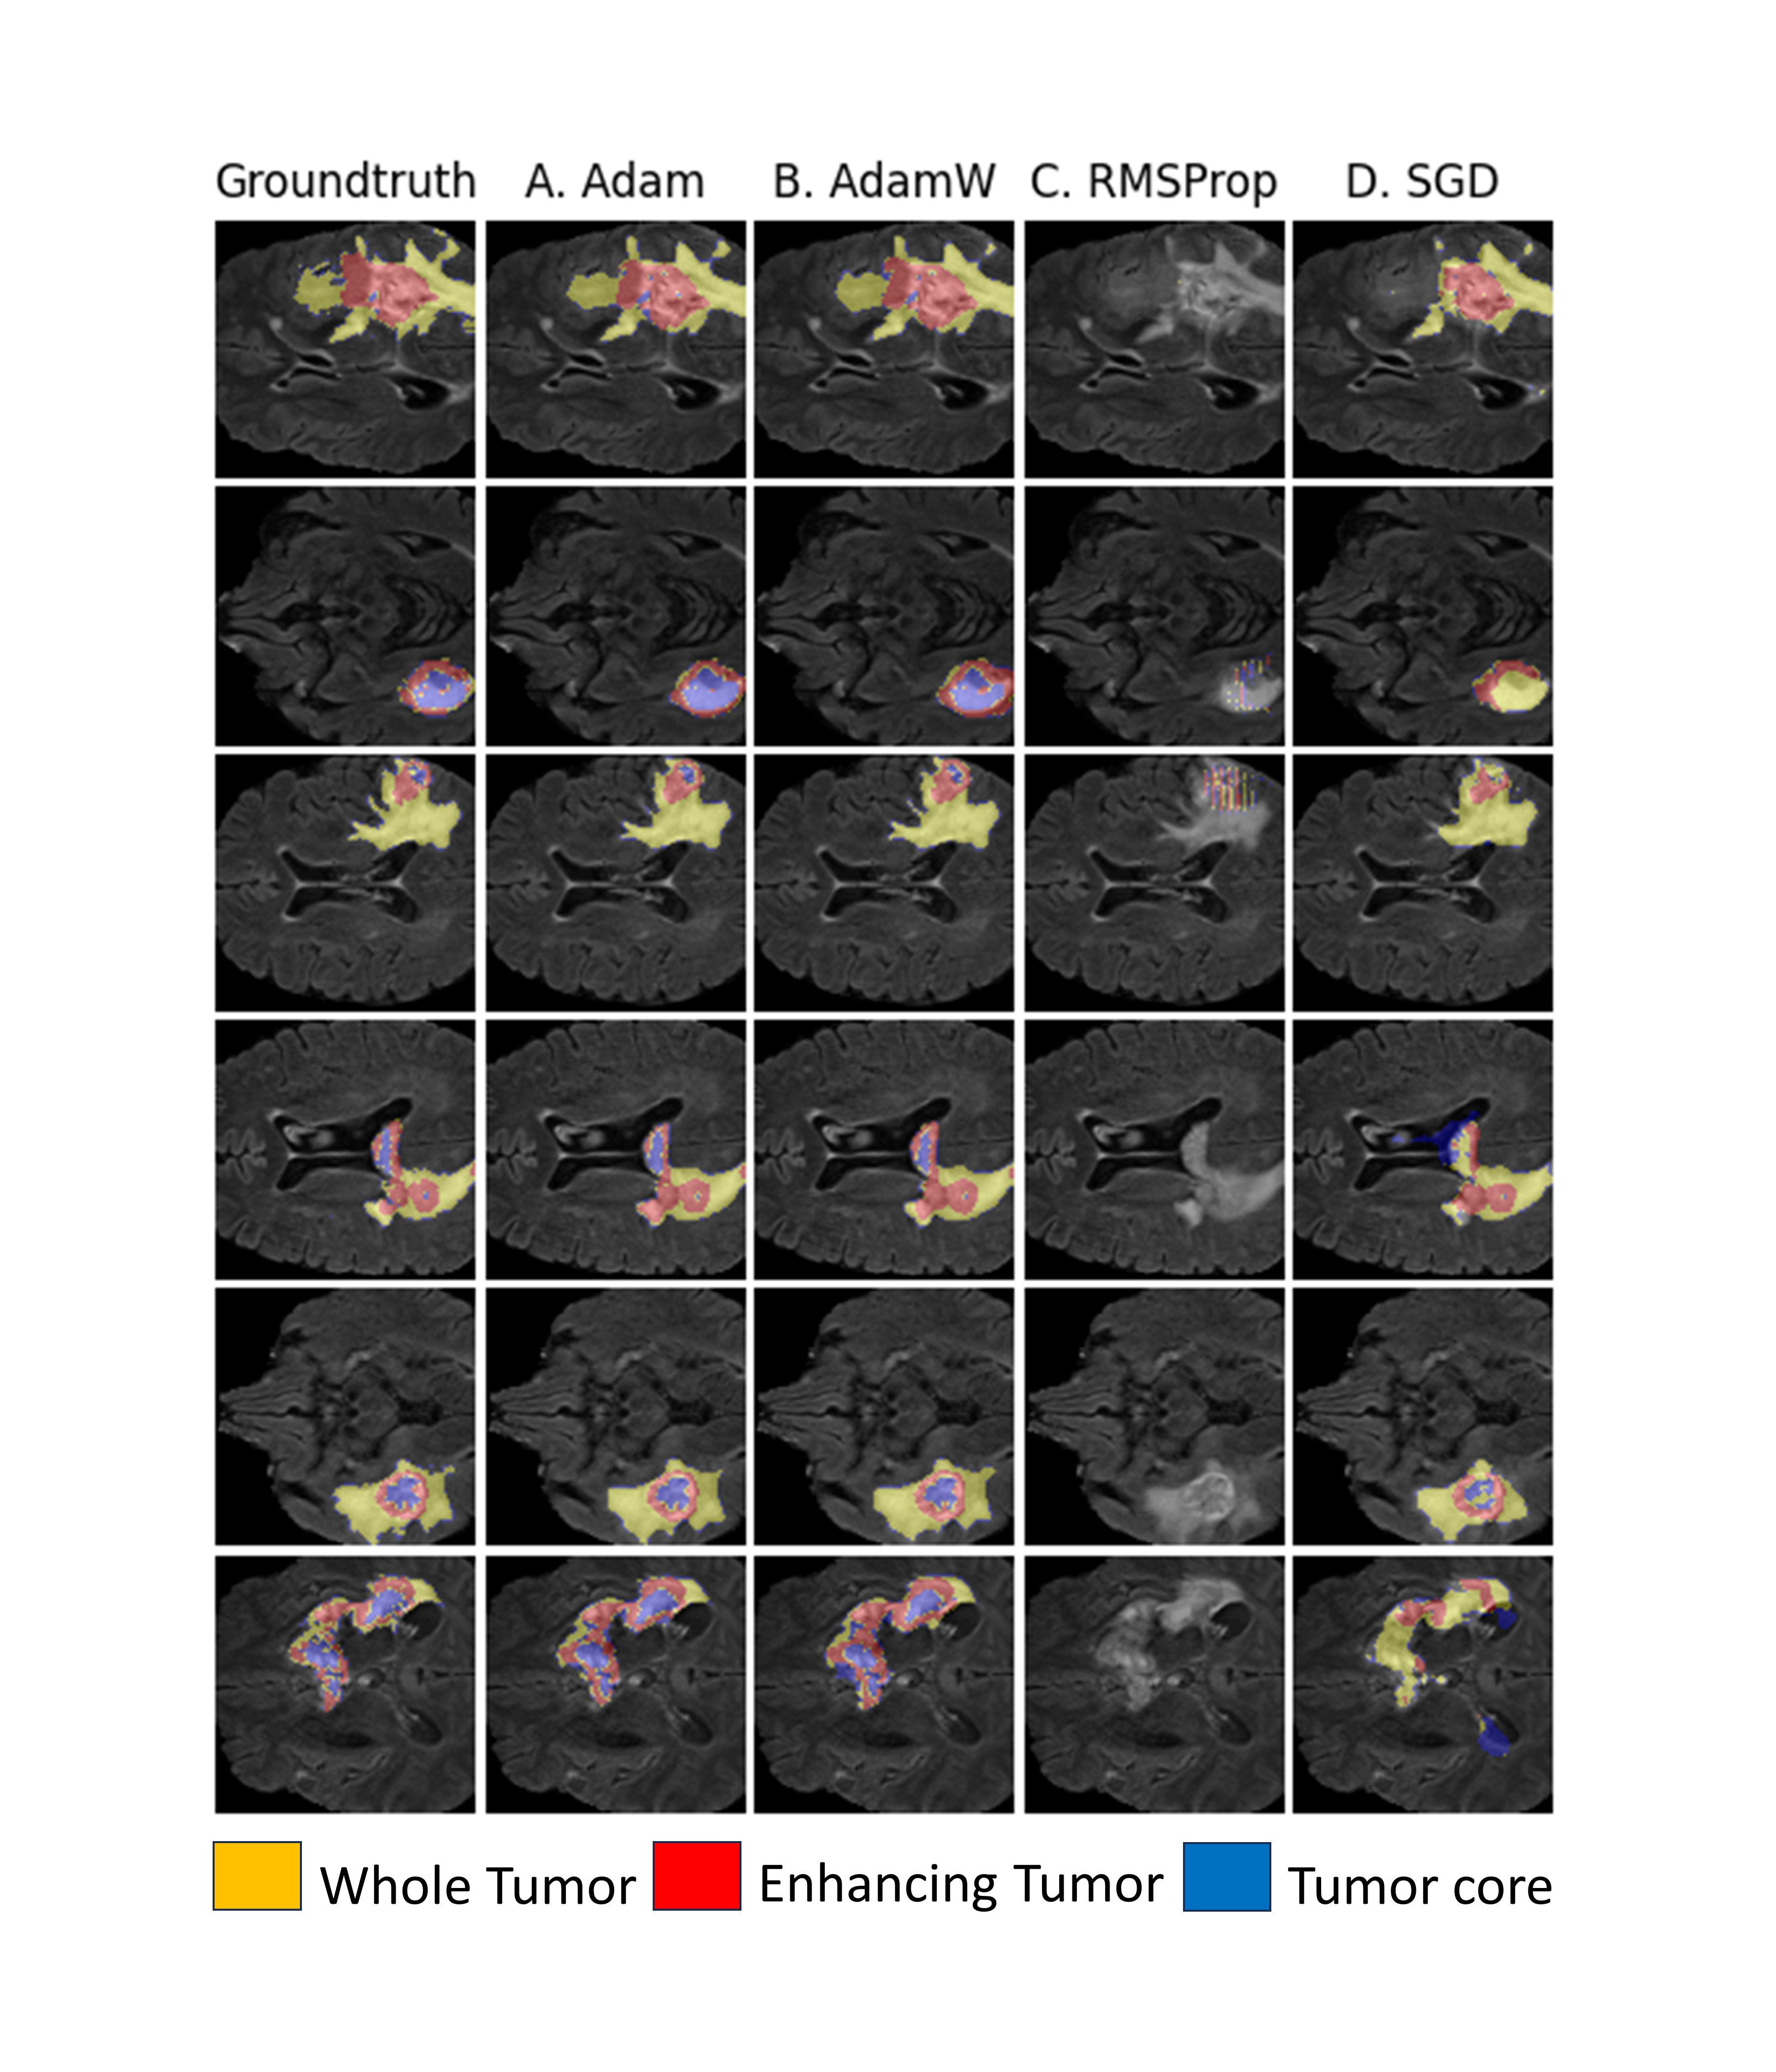 Groundtruth A. Adam B. AdamW C. RMSProp D. SGD
Whole Tumor Enhancing Tumor Tumor core